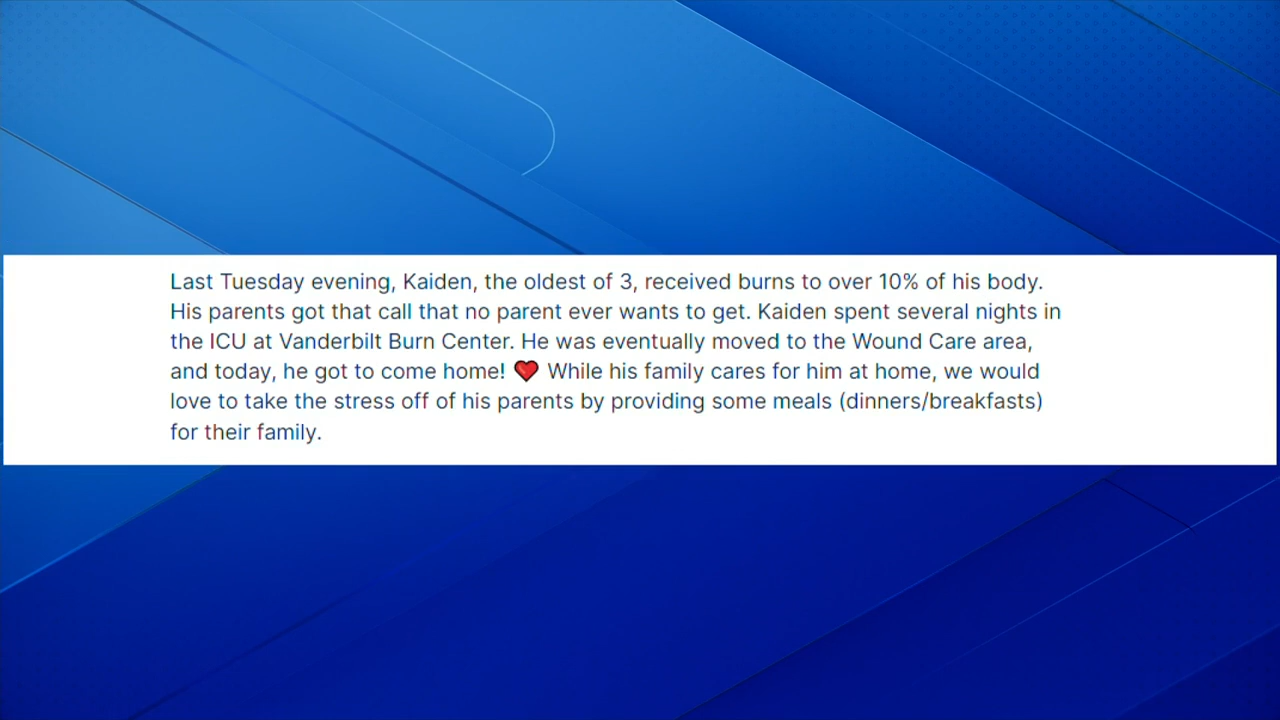 Last Tuesday evening, Kaiden, the oldest of 3, received burns to over 10% of his body.
His parents got that call that no parent ever wants to get. Kaiden spent several nights in
the ICU at Vanderbilt Burn Center. He was eventually moved to the Wound Care area,
and today, he got to come home! ❤️ While his family cares for him at home, we would
love to take the stress off of his parents by providing some meals (dinners/breakfasts)
for their family.